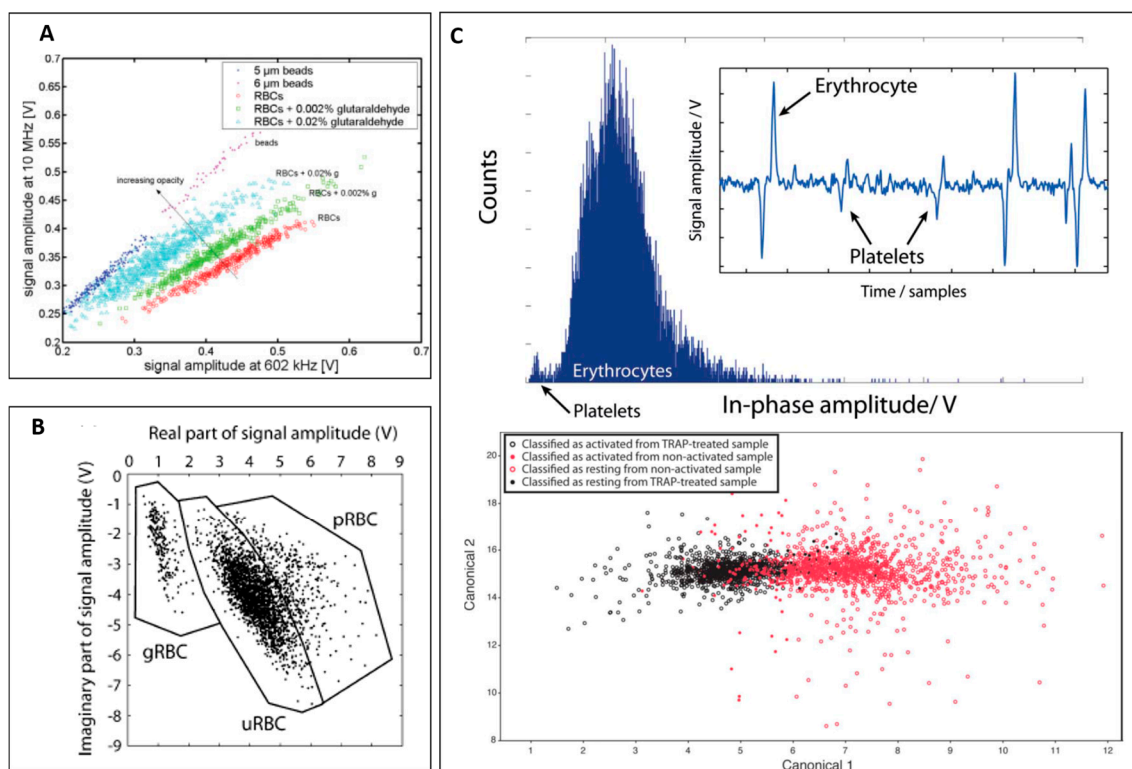 A
0.7
0.65
0.6
0.55
0.5
0.45
0.4
0.35
0.3
0.25
0.2
signal amplitude at 10 MHz [V]
5 µm beads
6 µm beads
RBCs
RBCs + 0.002% glutaraldehyde
RBCs + 0.02% glutaraldehyde
beads
increasing opacity
RBCs + 0.02% g
RBCs + 0.002% g
RBCs
0.2 0.3 0.4 0.5 0.6 0.7
signal amplitude at 602 kHz [V]
B
Real part of signal amplitude (V)
0 1 2 3 4 5 6 7 8 9
0
-1
-2
-3
-4
-5
-6
-7
-8
-9
Imaginary part of signal amplitude (V)
pRBC
gRBC
uRBC
C
Counts
Erythrocytes
Platelets
In-phase amplitude/ V
Signal amplitude / V
Erythrocyte
Platelets
Time / samples
Classified as activated from TRAP-treated sample
Classified as activated from non-activated sample
Classified as resting from non-activated sample
Classified as resting from TRAP-treated sample
20
18
16
14
12
10
8
Canonical 2
1 2 3 4 5 6 7 8 9 10 11 12
Canonical 1